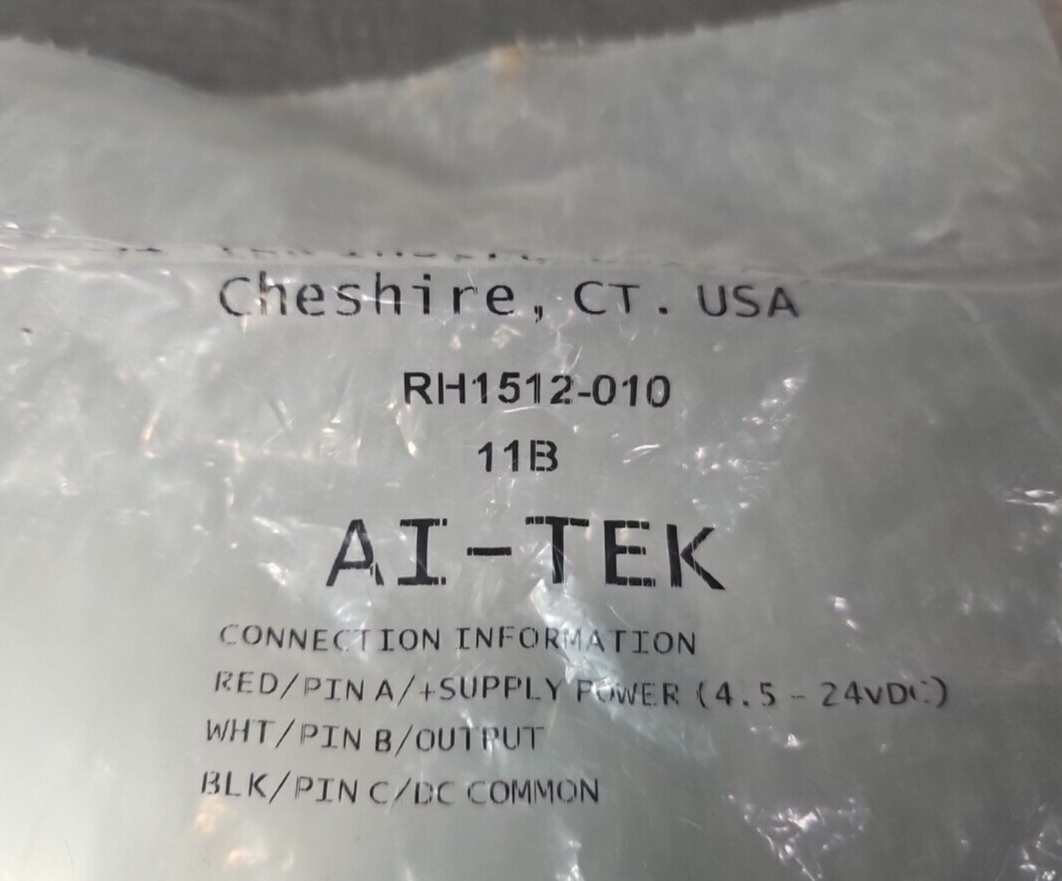 Cheshire, CT. USA
RH1512-010
11B
AI-TEK
CONNECTION INFORMATION
RED/PIN A/+SUPPLY POWER (4.5 - 24vDC)
WHT/PIN B/OUTPUT
BLK/PIN C/DC COMMON